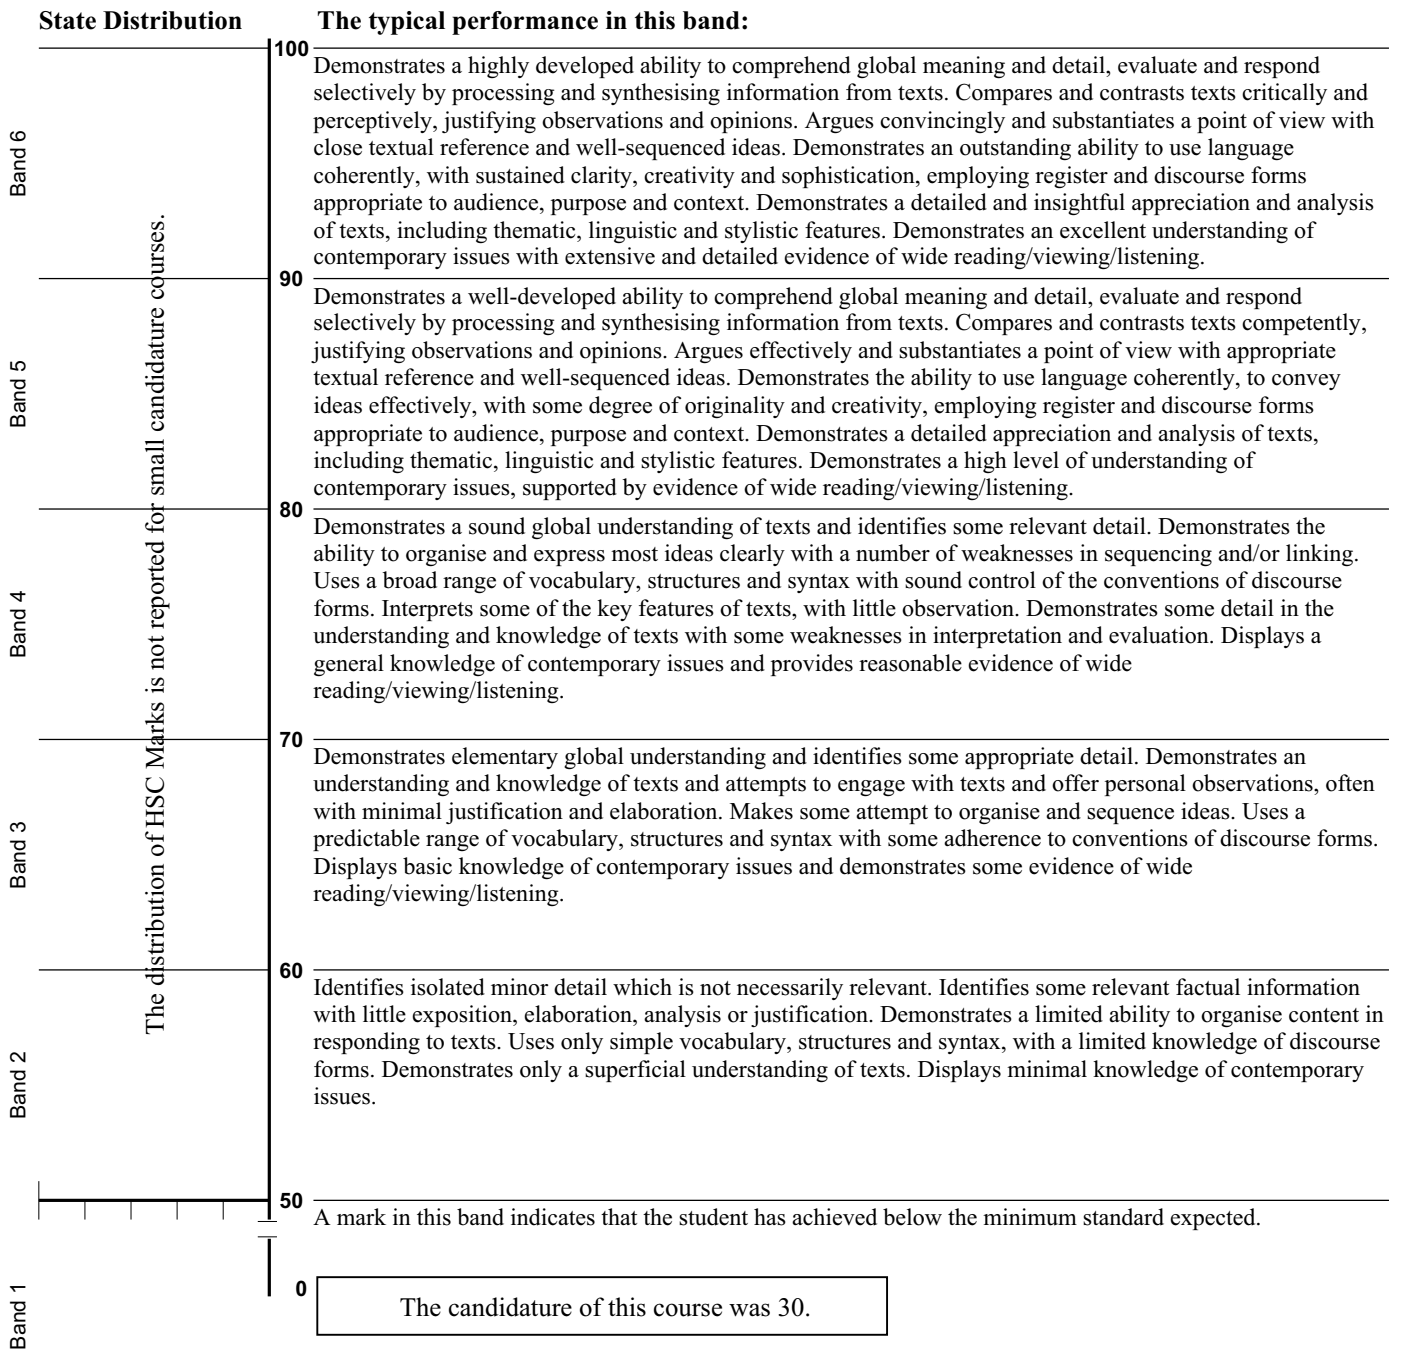 State Distribution
The typical performance in this band:
100
Demonstrates a highly developed ability to comprehend global meaning and detail, evaluate and respond
selectively by processing and synthesising information from texts. Compares and contrasts texts critically and
perceptively, justifying observations and opinions. Argues convincingly and substantiates a point of view with
close textual reference and well-sequenced ideas. Demonstrates an outstanding ability to use language
coherently, with sustained clarity, creativity and sophistication, employing register and discourse forms
appropriate to audience, purpose and context. Demonstrates a detailed and insightful appreciation and analysis
of texts, including thematic, linguistic and stylistic features. Demonstrates an excellent understanding of
contemporary issues with extensive and detailed evidence of wide reading/viewing/listening.
Band 6
90
Demonstrates a well-developed ability to comprehend global meaning and detail, evaluate and respond
selectively by processing and synthesising information from texts. Compares and contrasts texts competently,
justifying observations and opinions. Argues effectively and substantiates a point of view with appropriate
textual reference and well-sequenced ideas. Demonstrates the ability to use language coherently, to convey
ideas effectively, with some degree of originality and creativity, employing register and discourse forms
appropriate to audience, purpose and context. Demonstrates a detailed appreciation and analysis of texts,
including thematic, linguistic and stylistic features. Demonstrates a high level of understanding of
contemporary issues, supported by evidence of wide reading/viewing/listening.
Band 5
80
Demonstrates a sound global understanding of texts and identifies some relevant detail. Demonstrates the
ability to organise and express most ideas clearly with a number of weaknesses in sequencing and/or linking.
Uses a broad range of vocabulary, structures and syntax with sound control of the conventions of discourse
forms. Interprets some of the key features of texts, with little observation. Demonstrates some detail in the
understanding and knowledge of texts with some weaknesses in interpretation and evaluation. Displays a
general knowledge of contemporary issues and provides reasonable evidence of wide
reading/viewing/listening.
Band 4
The distribution of HSC Marks is not reported for small candidature courses.
70
Demonstrates elementary global understanding and identifies some appropriate detail. Demonstrates an
understanding and knowledge of texts and attempts to engage with texts and offer personal observations, often
with minimal justification and elaboration. Makes some attempt to organise and sequence ideas. Uses a
predictable range of vocabulary, structures and syntax with some adherence to conventions of discourse forms.
Displays basic knowledge of contemporary issues and demonstrates some evidence of wide
reading/viewing/listening.
Band 3
60
Identifies isolated minor detail which is not necessarily relevant. Identifies some relevant factual information
with little exposition, elaboration, analysis or justification. Demonstrates a limited ability to organise content in
responding to texts. Uses only simple vocabulary, structures and syntax, with a limited knowledge of discourse
forms. Demonstrates only a superficial understanding of texts. Displays minimal knowledge of contemporary
issues.
Band 2
50
A mark in this band indicates that the student has achieved below the minimum standard expected.
0
Band 1
The candidature of this course was 30.